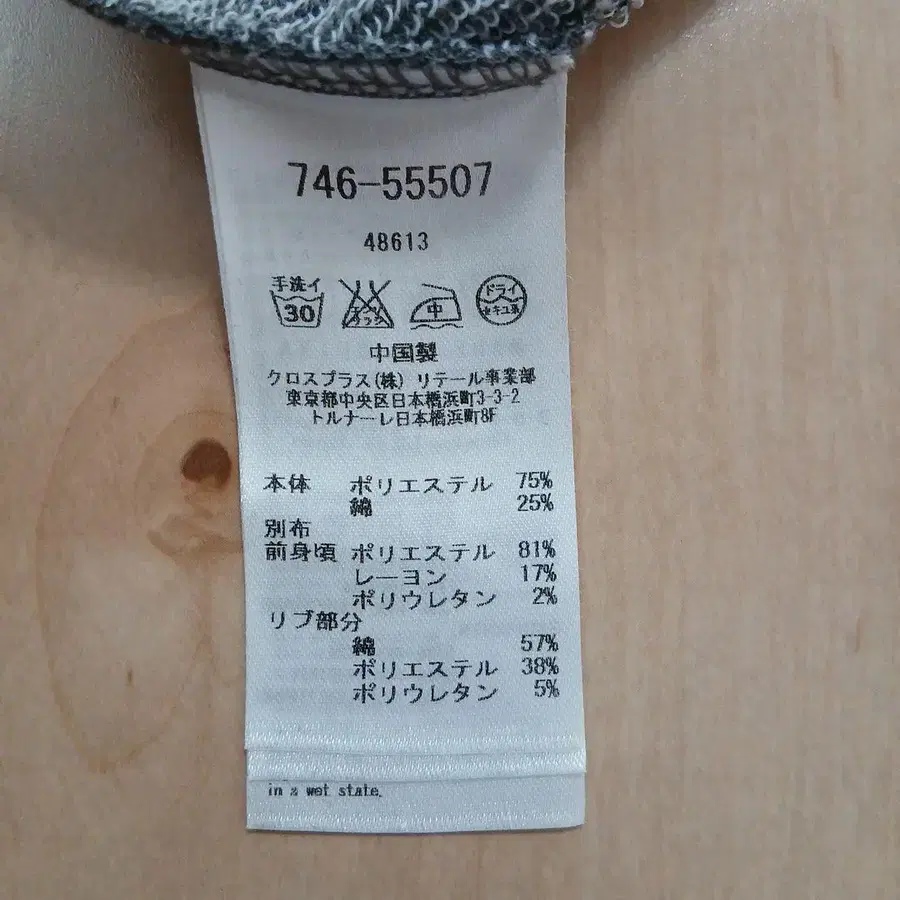 746-55507
48613
手洗イ
30
中
ドライ
セキユ系
中国製
クロスプラス(株) リテール事業部
東京都中央区日本橋浜町3-3-2
トルナーレ日本橋浜町8F
本体 ポリエステル 75%
綿 25%
別布
前身頃 ポリエステル 81%
レーヨン 17%
ポリウレタン 2%
リブ部分
綿 57%
ポリエステル 38%
ポリウレタン 5%
in a wet state.